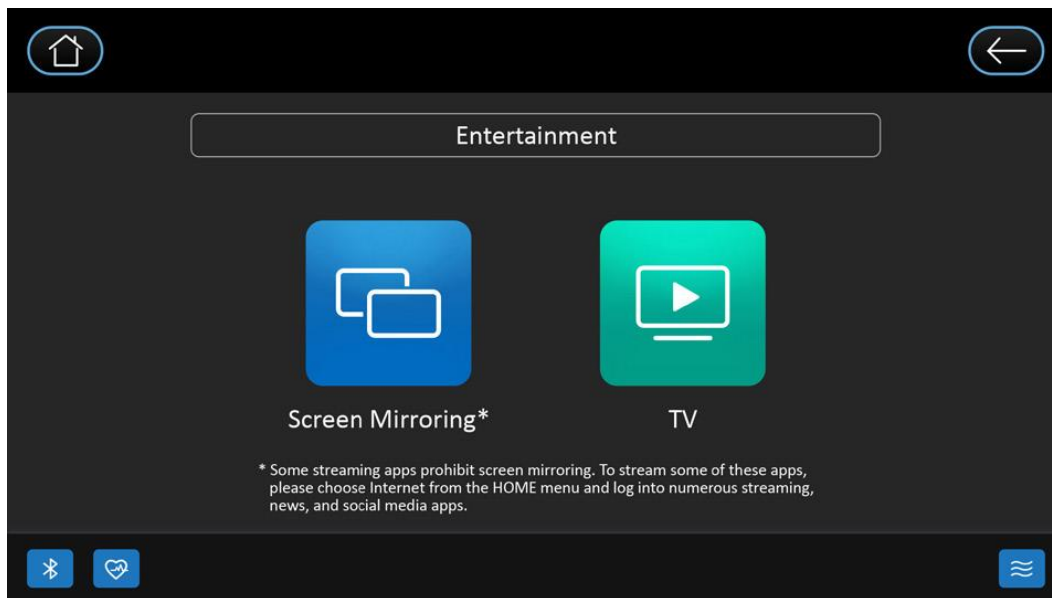 Entertainment
Screen Mirroring*
TV
* Some streaming apps prohibit screen mirroring. To stream some of these apps,
please choose Internet from the HOME menu and log into numerous streaming,
news, and social media apps.